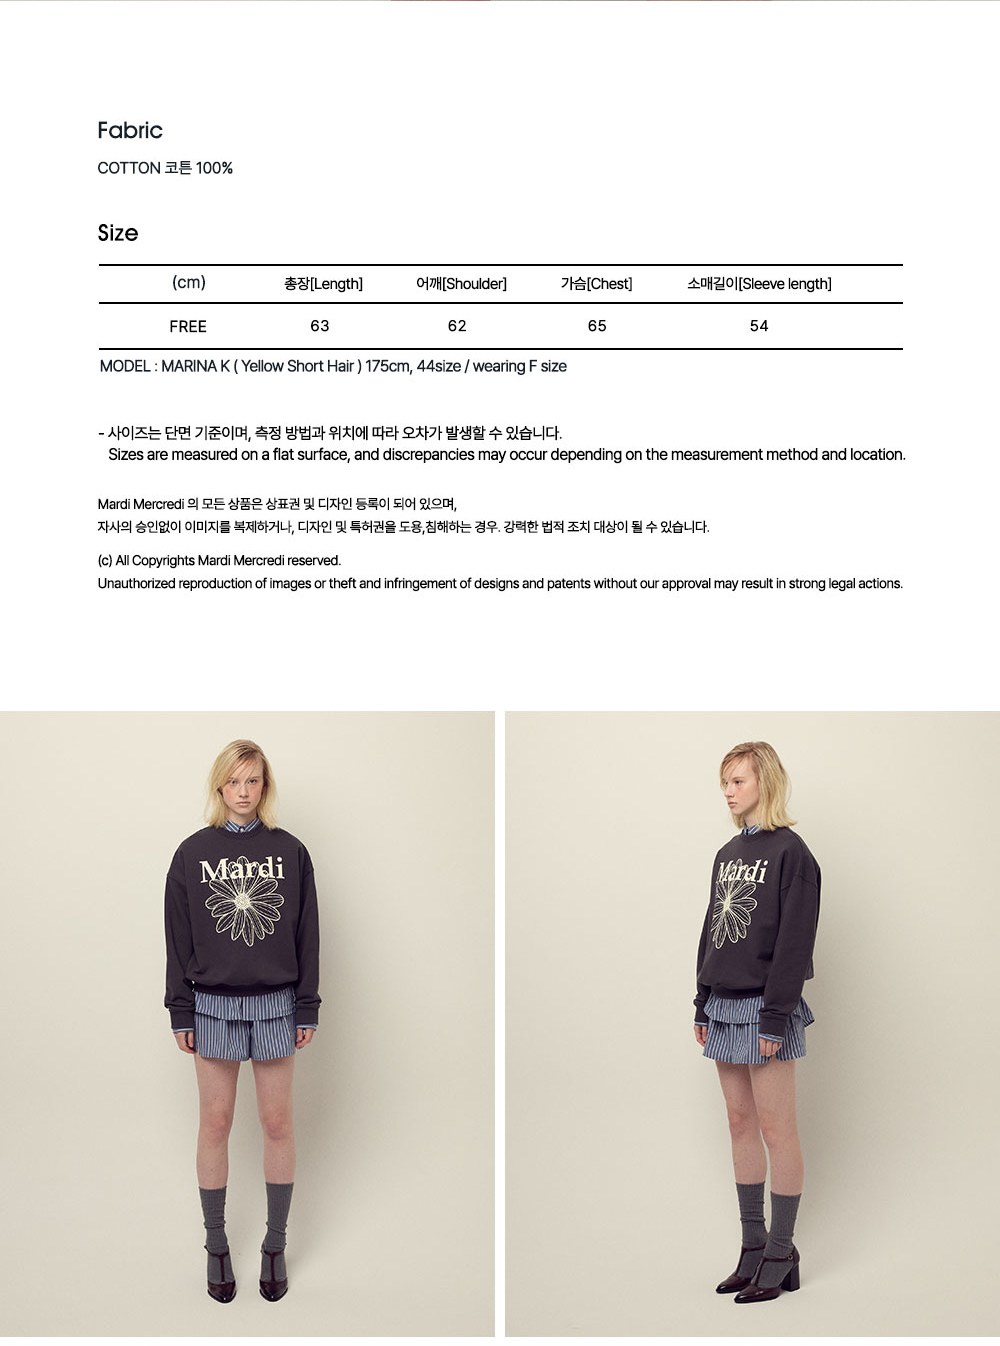 Fabric
COTTON 코튼 100%
Size
(cm) 총장[Length] 어깨[Shoulder] 가슴[Chest] 소매길이[Sleeve length]
FREE 63 62 65 54
MODEL : MARINA K ( Yellow Short Hair ) 175cm, 44size / wearing F size
- 사이즈는 단면 기준이며, 측정 방법과 위치에 따라 오차가 발생할 수 있습니다.
Sizes are measured on a flat surface, and discrepancies may occur depending on the measurement method and location.
Mardi Mercredi 의 모든 상품은 상표권 및 디자인 등록이 되어 있으며,
자사의 승인없이 이미지를 복제하거나, 디자인 및 특허권을 도용,침해하는 경우. 강력한 법적 조치 대상이 될 수 있습니다.
(c) All Copyrights Mardi Mercredi reserved.
Unauthorized reproduction of images or theft and infringement of designs and patents without our approval may result in strong legal actions.
Mardi
Mardi